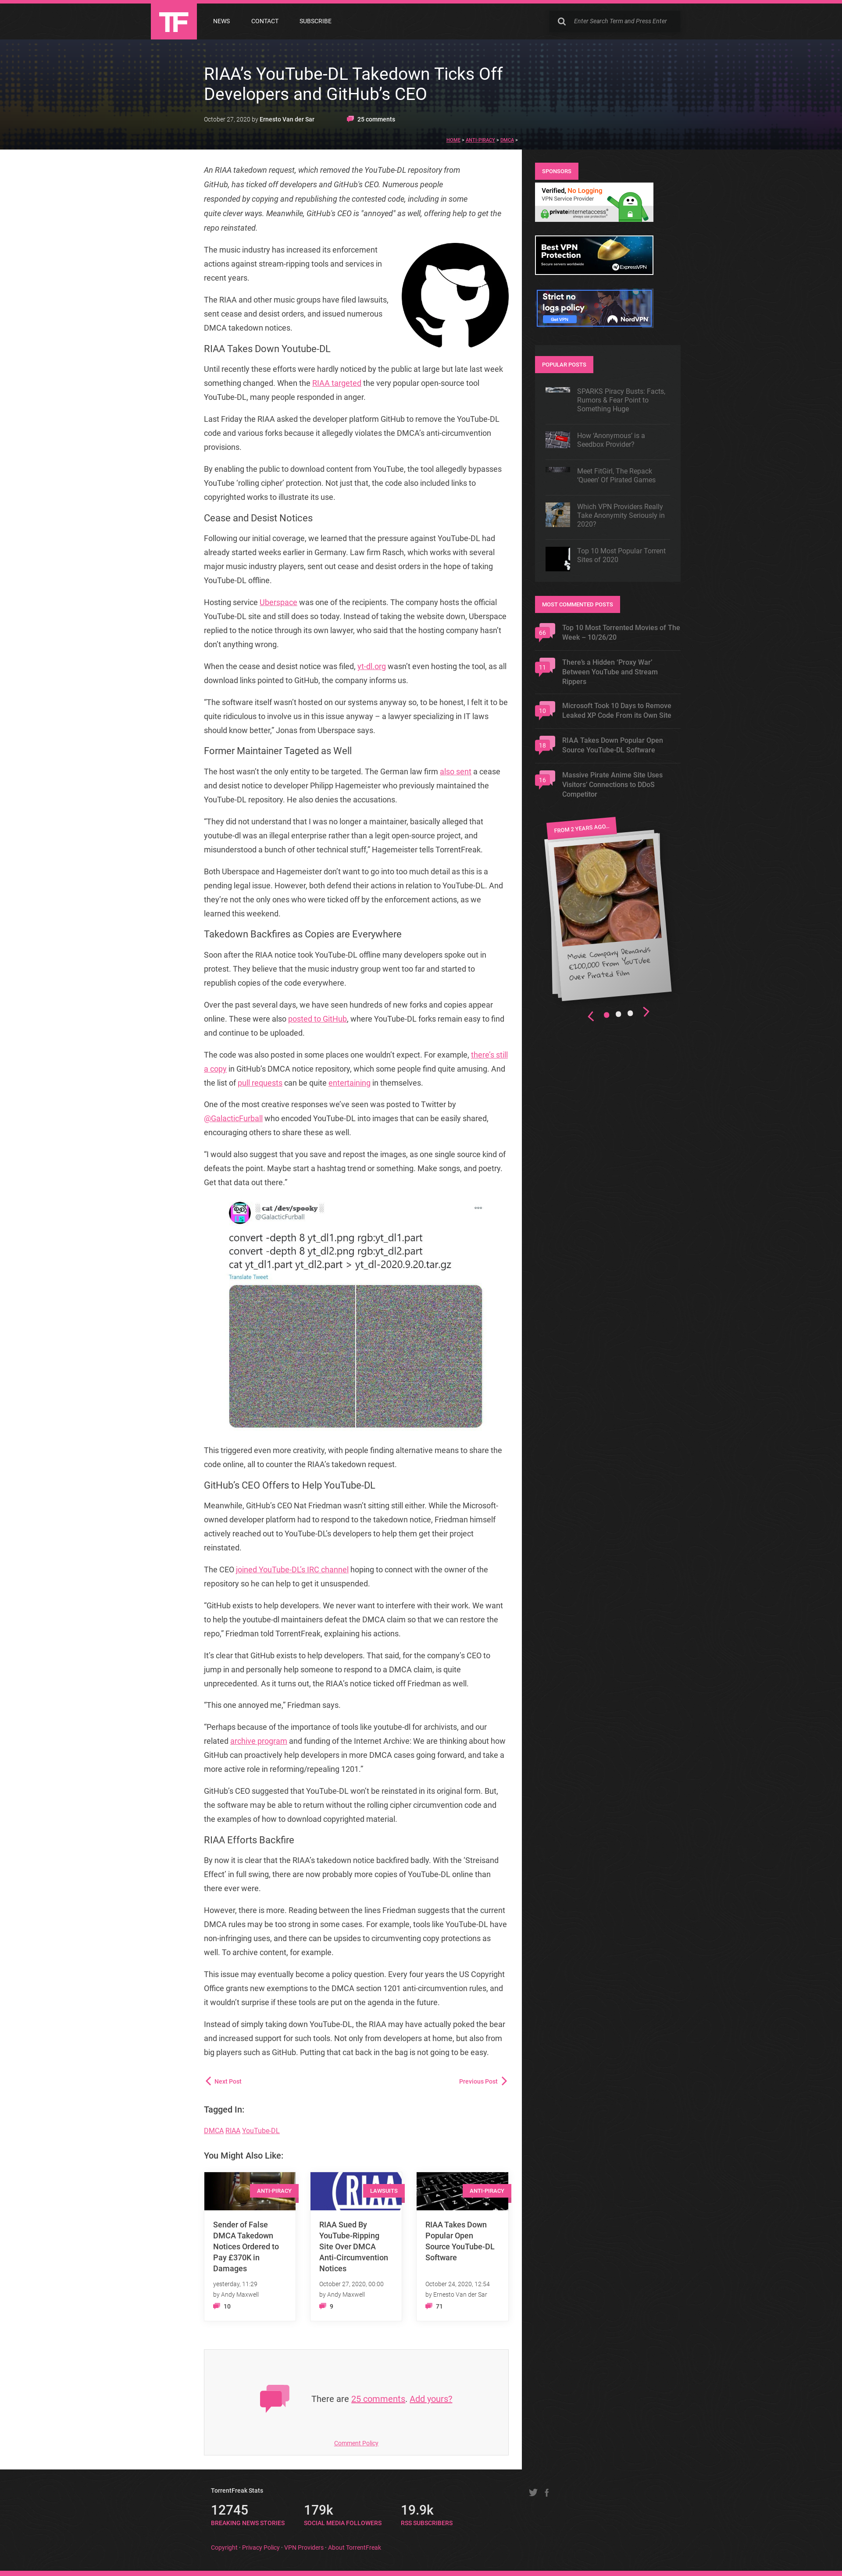 TF
NEWS
CONTACT
SUBSCRIBE
Enter Search Term and Press Enter
RIAA’s YouTube-DL Takedown Ticks Off
Developers and GitHub’s CEO
October 27, 2020 by Ernesto Van der Sar
25 comments
HOME > ANTI PIRACY > DMCA >
An RIAA takedown request, which removed the YouTube-DL repository from
GitHub, has ticked off developers and GitHub's CEO. Numerous people
responded by copying and republishing the contested code, including in some
quite clever ways. Meanwhile, GitHub's CEO is "annoyed" as well, offering help to get the
repo reinstated.
The music industry has increased its enforcement
actions against stream-ripping tools and services in
recent years.
The RIAA and other music groups have filed lawsuits,
sent cease and desist orders, and issued numerous
DMCA takedown notices.
RIAA Takes Down Youtube-DL
Until recently these efforts were hardly noticed by the public at large but late last week
something changed. When the RIAA targeted the very popular open-source tool
YouTube-DL, many people responded in anger.
Last Friday the RIAA asked the developer platform GitHub to remove the YouTube-DL
code and various forks because it allegedly violates the DMCA’s anti-circumvention
provisions.
By enabling the public to download content from YouTube, the tool allegedly bypasses
YouTube ‘rolling cipher’ protection. Not just that, the code also included links to
copyrighted works to illustrate its use.
Cease and Desist Notices
Following our initial coverage, we learned that the pressure against YouTube-DL had
already started weeks earlier in Germany. Law firm Rasch, which works with several
major music industry players, sent out cease and desist orders in the hope of taking
YouTube-DL offline.
Hosting service Uberspace was one of the recipients. The company hosts the official
YouTube-DL site and still does so today. Instead of taking the website down, Uberspace
replied to the notice through its own lawyer, who said that the hosting company hasn’t
don’t anything wrong.
When the cease and desist notice was filed, yt-dl.org wasn’t even hosting the tool, as all
download links pointed to GitHub, the company informs us.
“The software itself wasn’t hosted on our systems anyway so, to be honest, I felt it to be
quite ridiculous to involve us in this issue anyway – a lawyer specializing in IT laws
should know better,” Jonas from Uberspace says.
Former Maintainer Tageted as Well
The host wasn’t the only entity to be targeted. The German law firm also sent a cease
and desist notice to developer Philipp Hagemeister who previously maintained the
YouTube-DL repository. He also denies the accusations.
“They did not understand that I was no longer a maintainer, basically alleged that
youtube-dl was an illegal enterprise rather than a legit open-source project, and
misunderstood a bunch of other technical stuff,” Hagemeister tells TorrentFreak.
Both Uberspace and Hagemeister don’t want to go into too much detail as this is a
pending legal issue. However, both defend their actions in relation to YouTube-DL. And
they’re not the only ones who were ticked off by the enforcement actions, as we
learned this weekend.
Takedown Backfires as Copies are Everywhere
Soon after the RIAA notice took YouTube-DL offline many developers spoke out in
protest. They believe that the music industry group went too far and started to
republish copies of the code everywhere.
Over the past several days, we have seen hundreds of new forks and copies appear
online. These were also posted to GitHub, where YouTube-DL forks remain easy to find
and continue to be uploaded.
The code was also posted in some places one wouldn’t expect. For example, there’s still
a copy in GitHub’s DMCA notice repository, which some people find quite amusing. And
the list of pull requests can be quite entertaining in themselves.
One of the most creative responses we’ve seen was posted to Twitter by
@GalacticFurball who encoded YouTube-DL into images that can be easily shared,
encouraging others to share these as well.
“I would also suggest that you save and repost the images, as one single source kind of
defeats the point. Maybe start a hashtag trend or something. Make songs, and poetry.
Get that data out there.”
cat /dev/spooky
@GalacticFurball
convert -depth 8 yt_dl1.png rgb:yt_dl1.part
convert -depth 8 yt_dl2.png rgb:yt_dl2.part
cat yt_dl1.part yt_dl2.part > yt_dl-2020.9.20.tar.gz
Translate Tweet
This triggered even more creativity, with people finding alternative means to share the
code online, all to counter the RIAA’s takedown request.
GitHub’s CEO Offers to Help YouTube-DL
Meanwhile, GitHub’s CEO Nat Friedman wasn’t sitting still either. While the Microsoft-
owned developer platform had to respond to the takedown notice, Friedman himself
actively reached out to YouTube-DL’s developers to help them get their project
reinstated.
The CEO joined YouTube-DL’s IRC channel hoping to connect with the owner of the
repository so he can help to get it unsuspended.
“GitHub exists to help developers. We never want to interfere with their work. We want
to help the youtube-dl maintainers defeat the DMCA claim so that we can restore the
repo,” Friedman told TorrentFreak, explaining his actions.
It’s clear that GitHub exists to help developers. That said, for the company’s CEO to
jump in and personally help someone to respond to a DMCA claim, is quite
unprecedented. As it turns out, the RIAA’s notice ticked off Friedman as well.
“This one annoyed me,” Friedman says.
“Perhaps because of the importance of tools like youtube-dl for archivists, and our
related archive program and funding of the Internet Archive: We are thinking about how
GitHub can proactively help developers in more DMCA cases going forward, and take a
more active role in reforming/repealing 1201.”
GitHub’s CEO suggested that YouTube-DL won’t be reinstated in its original form. But,
the software may be able to return without the rolling cipher circumvention code and
the examples of how to download copyrighted material.
RIAA Efforts Backfire
By now it is clear that the RIAA’s takedown notice backfired badly. With the ‘Streisand
Effect’ in full swing, there are now probably more copies of YouTube-DL online than
there ever were.
However, there is more. Reading between the lines Friedman suggests that the current
DMCA rules may be too strong in some cases. For example, tools like YouTube-DL have
non-infringing uses, and there can be upsides to circumventing copy protections as
well. To archive content, for example.
This issue may eventually become a policy question. Every four years the US Copyright
Office grants new exemptions to the DMCA section 1201 anti-circumvention rules, and
it wouldn’t surprise if these tools are put on the agenda in the future.
Instead of simply taking down YouTube-DL, the RIAA may have actually poked the bear
and increased support for such tools. Not only from developers at home, but also from
big players such as GitHub. Putting that cat back in the bag is not going to be easy.
Next Post
Previous Post
Tagged In:
DMCA RIAA YouTube-DL
You Might Also Like:
ANTI-PIRACY
Sender of False
DMCA Takedown
Notices Ordered to
Pay £370K in
Damages
yesterday, 11:29
by Andy Maxwell
10
RIAA
LAWSUITS
RIAA Sued By
YouTube-Ripping
Site Over DMCA
Anti-Circumvention
Notices
October 27, 2020, 00:00
by Andy Maxwell
9
ANTI-PIRACY
RIAA Takes Down
Popular Open
Source YouTube-DL
Software
October 24, 2020, 12:54
by Ernesto Van der Sar
71
There are 25 comments. Add yours?
Comment Policy
SPONSORS
Verified, No Logging
VPN Service Provider
privateinternetaccess
always use protection
Best VPN
Protection
Secure servers worldwide
ExpressVPN
Strict no
logs policy
Get VPN
NordVPN
POPULAR POSTS
SPARKS Piracy Busts: Facts,
Rumors & Fear Point to
Something Huge
How ‘Anonymous’ is a
Seedbox Provider?
Meet FitGirl, The Repack
‘Queen’ Of Pirated Games
Which VPN Providers Really
Take Anonymity Seriously in
2020?
Top 10 Most Popular Torrent
Sites of 2020
MOST COMMENTED POSTS
66
Top 10 Most Torrented Movies of The
Week – 10/26/20
11
There’s a Hidden ‘Proxy War’
Between YouTube and Stream
Rippers
10
Microsoft Took 10 Days to Remove
Leaked XP Code From Its Own Site
18
RIAA Takes Down Popular Open
Source YouTube-DL Software
16
Massive Pirate Anime Site Uses
Visitors’ Connections to DDoS
Competitor
FROM 2 YEARS AGO...
Movie Company Demands
€200,000 From YouTube
Over Pirated Film
TorrentFreak Stats
12745
BREAKING NEWS STORIES
179k
SOCIAL MEDIA FOLLOWERS
19.9k
RSS SUBSCRIBERS
Copyright - Privacy Policy - VPN Providers - About TorrentFreak